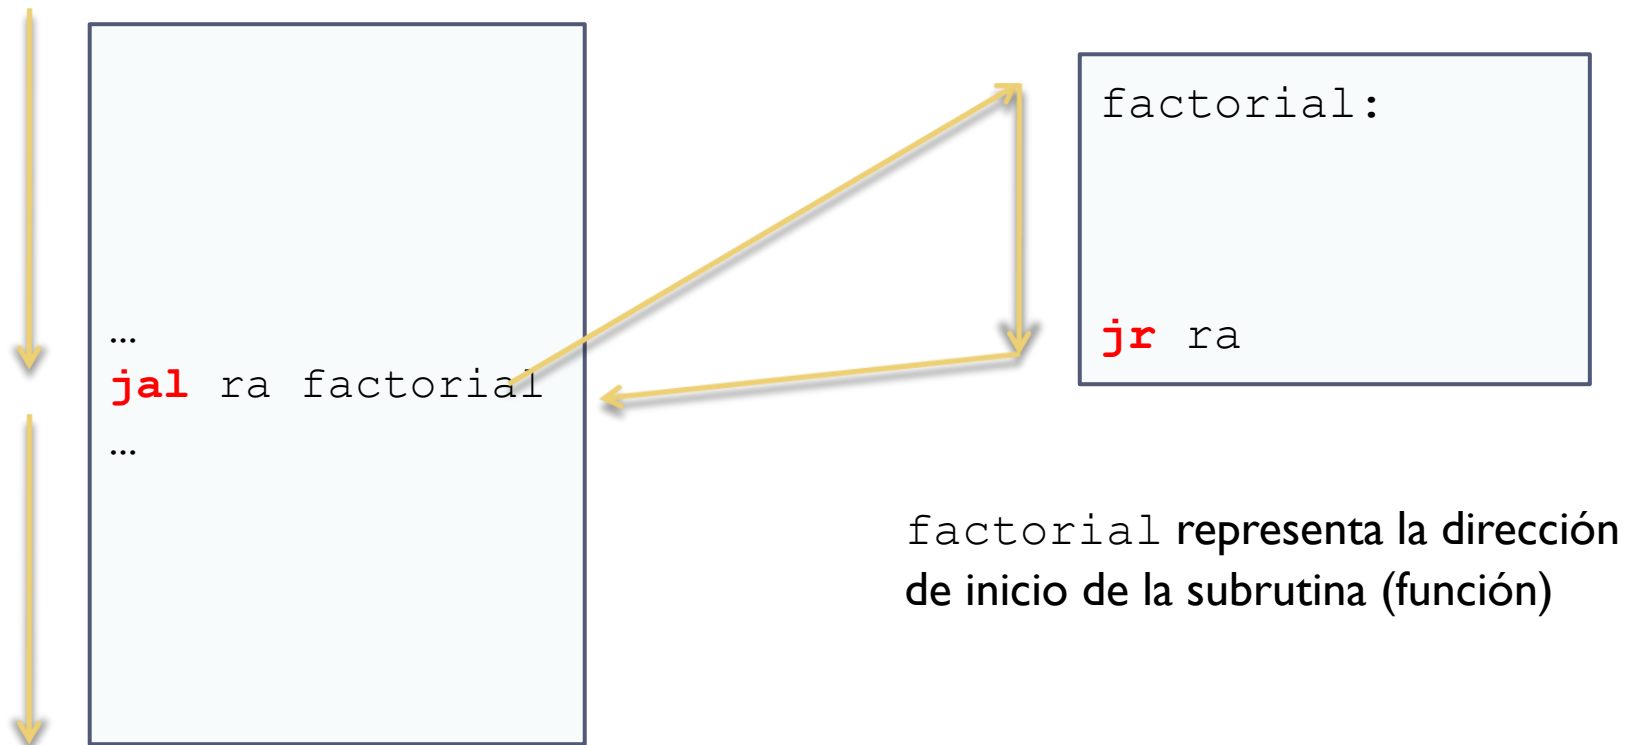 …
jal ra factorial
…
factorial:
jr ra
factorial representa la dirección
de inicio de la subrutina (función)